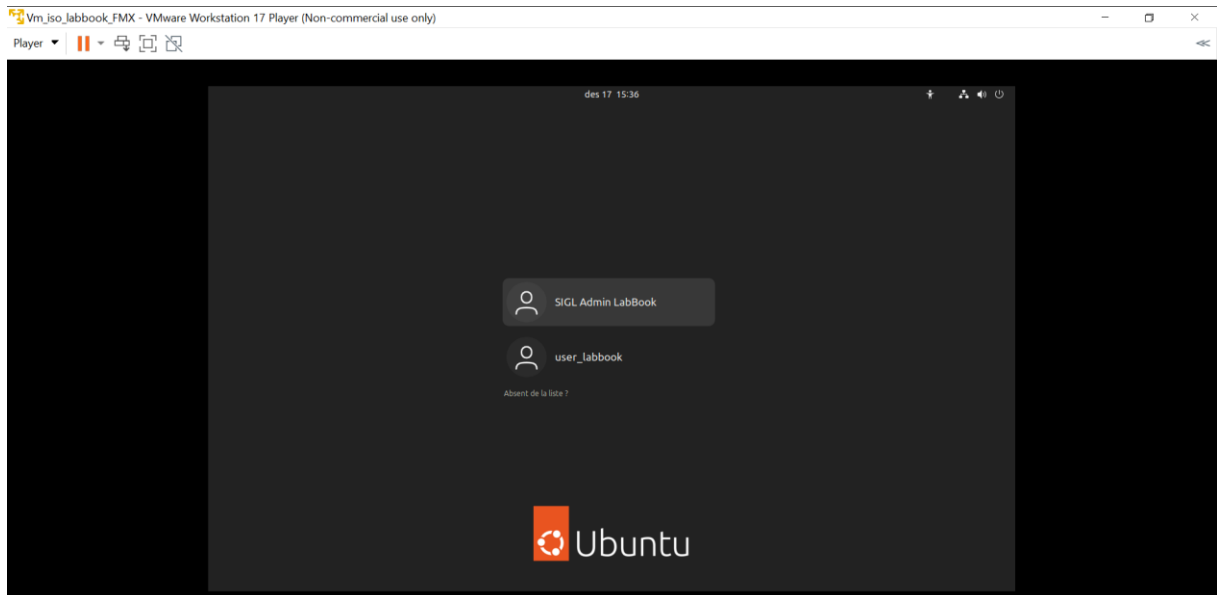 Vm_iso_labbook_FMX - VMware Workstation 17 Player (Non-commercial use only)
Player
des 17 15:36
SIGL Admin LabBook
user_labbook
Absent de la liste ?
Ubuntu